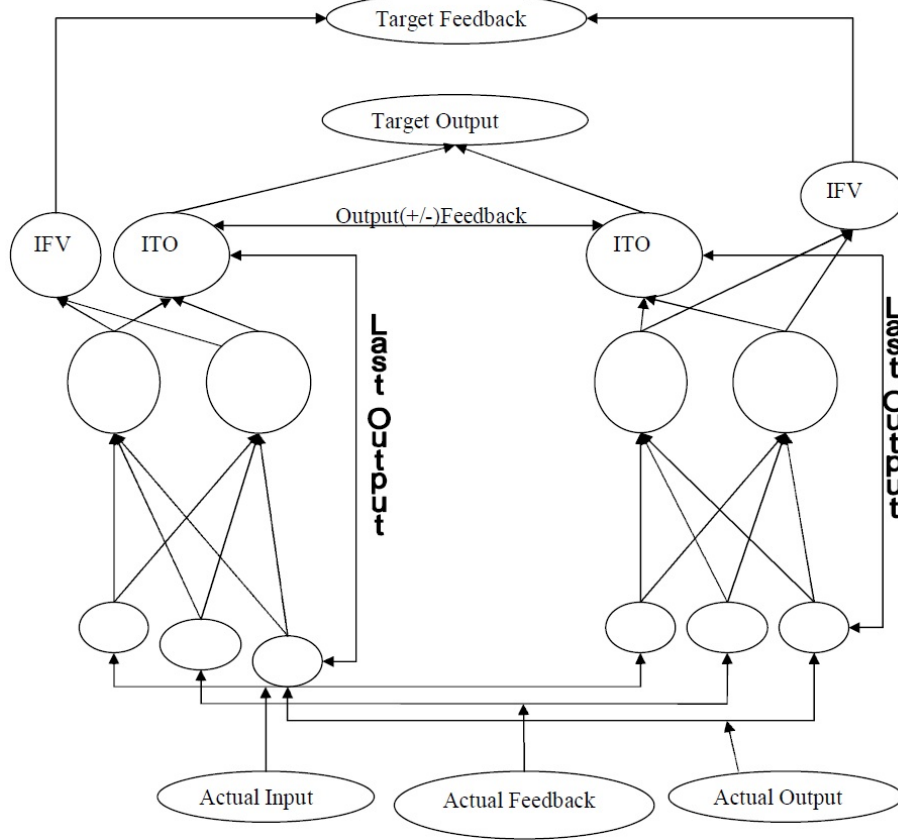 Target Feedback
Target Output
IFV
IFV
ITO
Output(+/-)Feedback
ITO
Last Output
Last Output
Actual Input
Actual Feedback
Actual Output